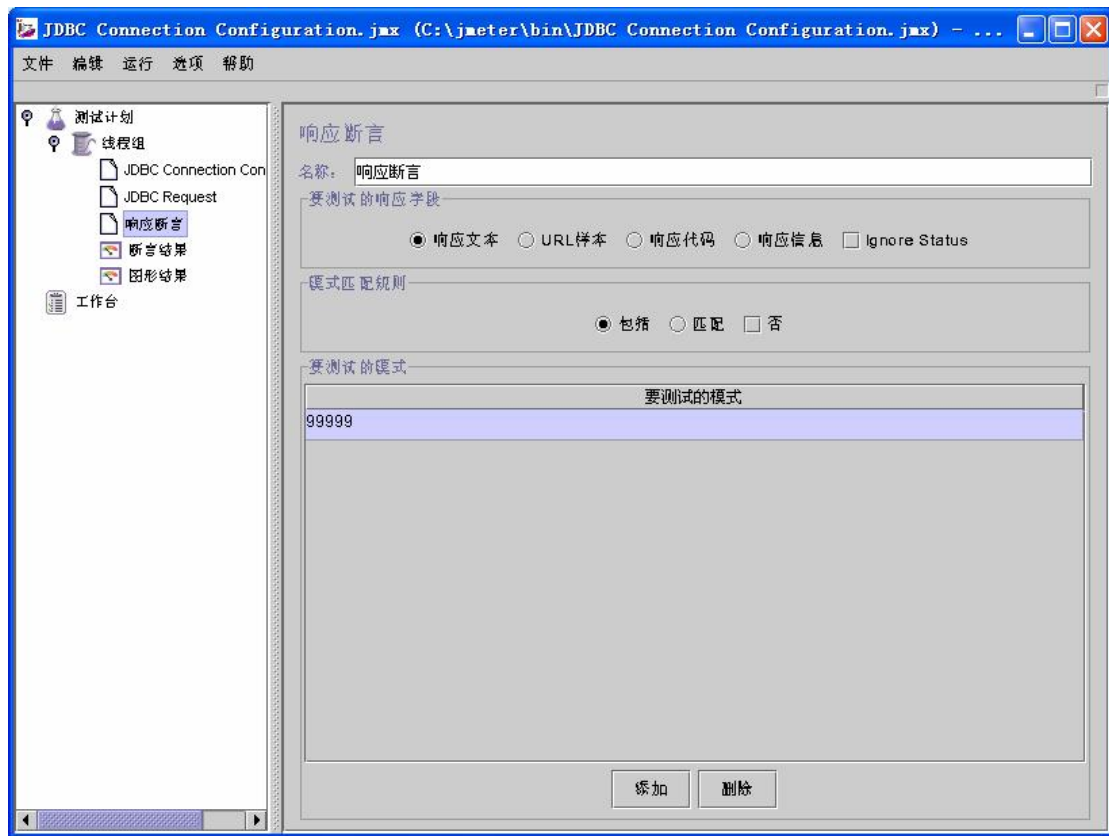 JDBC Connection Configuration.jmx (C:\jmeter\bin\JDBC Connection Configuration.jmx) - ...
文件 编辑 运行 选项 帮助
测试计划
线程组
JDBC Connection Con
JDBC Request
响应断言
断言结果
图形结果
工作台
响应断言
名称： 响应断言
要测试的响应字段
响应文本 URL样本 响应代码 响应信息 Ignore Status
模式匹配规则
包括 匹配 否
要测试的模式
要测试的模式
99999
添加 删除